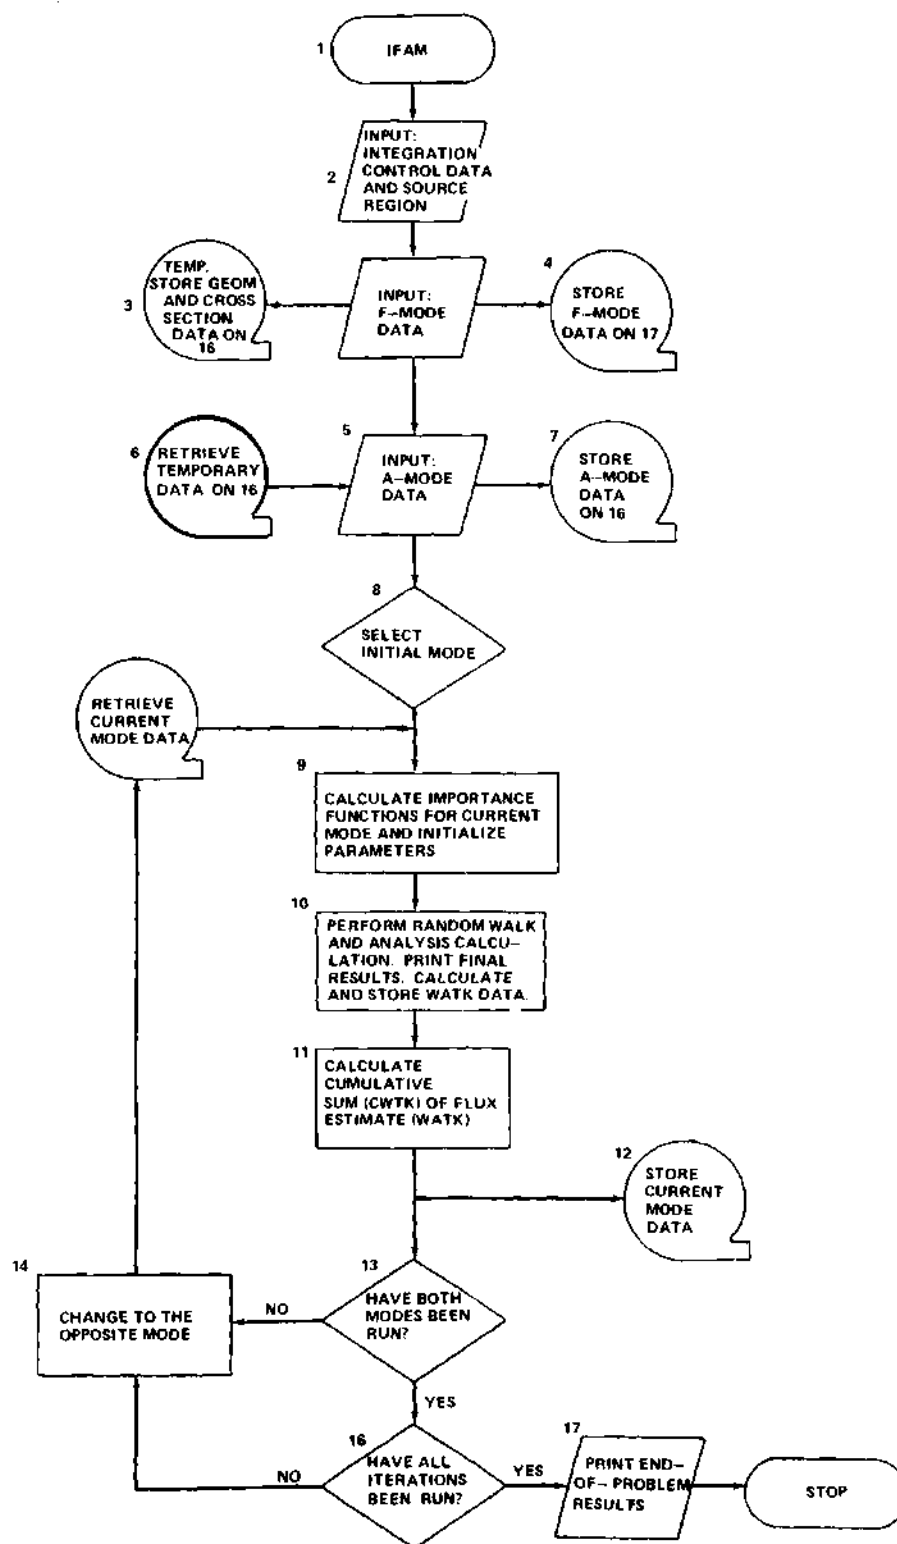 1
IFAM
INPUT:
INTEGRATION
CONTROL DATA
AND SOURCE
REGION
2
TEMP.
STORE GEOM
AND CROSS
SECTION
DATA ON
16
3
INPUT:
F-MODE
DATA
4
STORE
F-MODE
DATA ON 17
6
RETRIEVE
TEMPORARY
DATA ON 16
5
INPUT:
A-MODE
DATA
7
STORE
A-MODE
DATA
ON 16
8
SELECT
INITIAL MODE
RETRIEVE
CURRENT
MODE DATA
9
CALCULATE IMPORTANCE
FUNCTIONS FOR CURRENT
MODE AND INITIALIZE
PARAMETERS
10
PERFORM RANDOM WALK
AND ANALYSIS CALCU-
LATION. PRINT FINAL
RESULTS. CALCULATE
AND STORE WATK DATA.
11
CALCULATE
CUMULATIVE
SUM (CWTK) OF FLUX
ESTIMATE (WATK)
12
STORE
CURRENT
MODE
DATA
13
HAVE BOTH
MODES BEEN
RUN?
NO
14
CHANGE TO THE
OPPOSITE MODE
YES
16
HAVE ALL
ITERATIONS
BEEN RUN?
NO
YES
17
PRINT END-
OF-PROBLEM
RESULTS
STOP